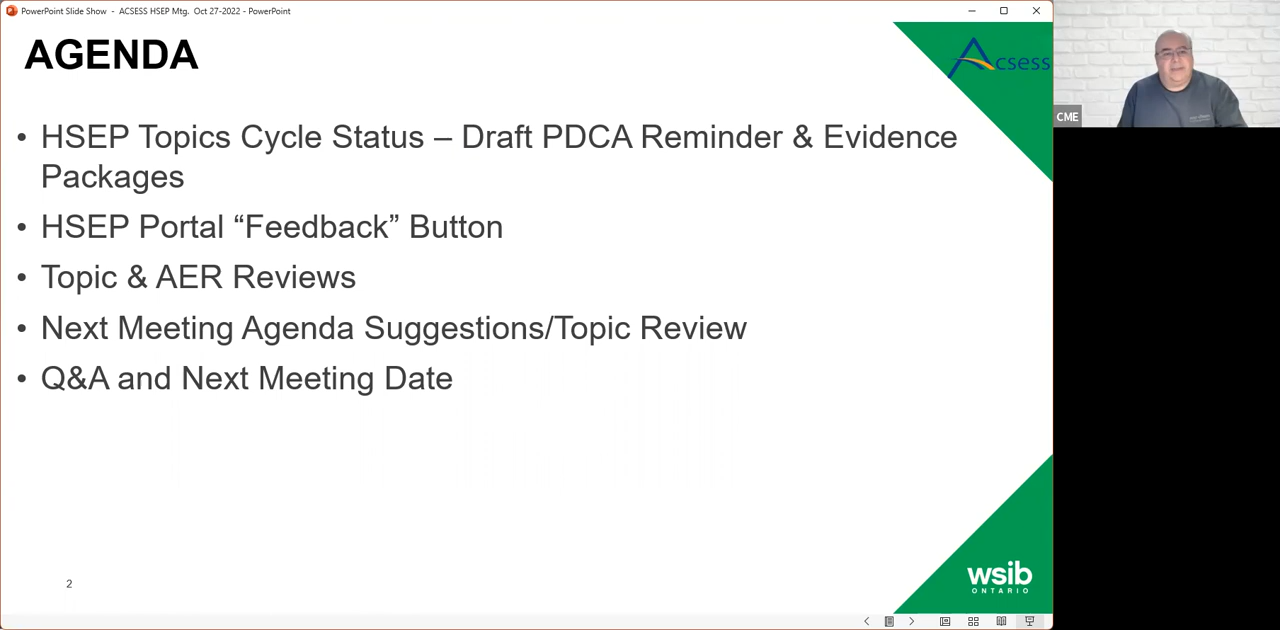 PowerPoint Slide Show - ACSESS HSEP Mtg. Oct 27-2022 - PowerPoint
AGENDA
Acsess
• HSEP Topics Cycle Status – Draft PDCA Reminder & Evidence
Packages
• HSEP Portal “Feedback” Button
• Topic & AER Reviews
• Next Meeting Agenda Suggestions/Topic Review
• Q&A and Next Meeting Date
2
wsib
ONTARIO
CME